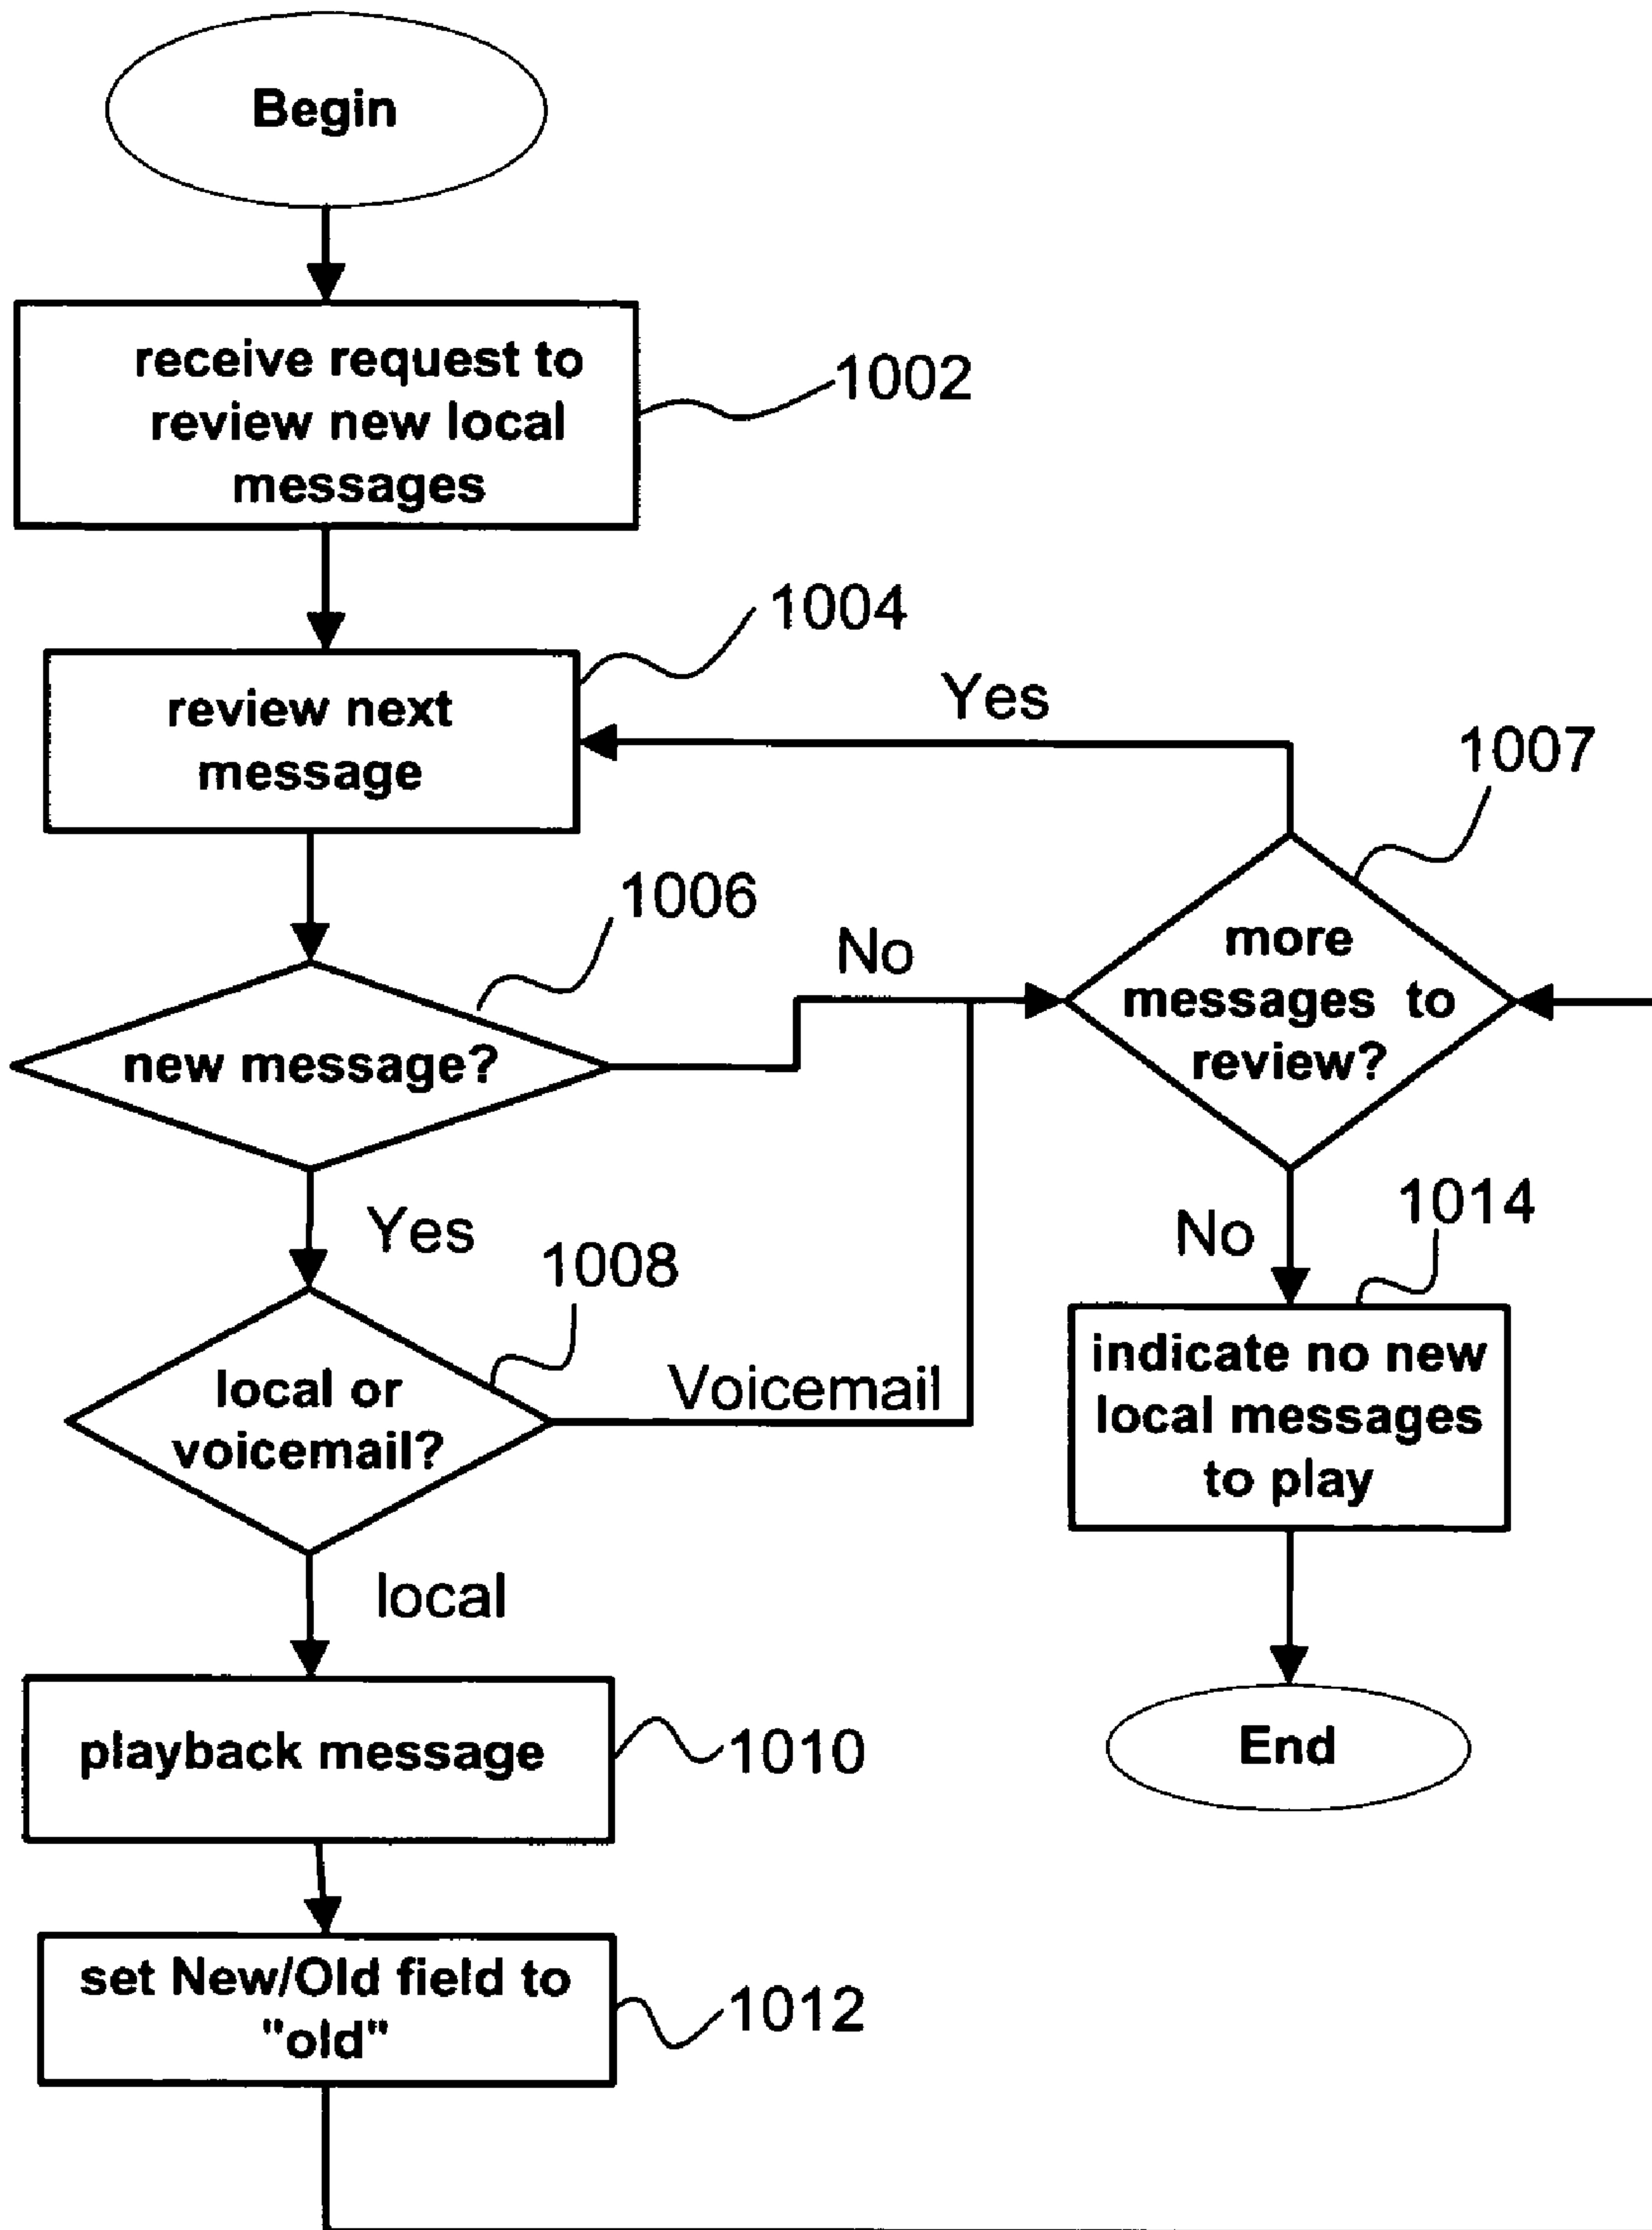 Begin
receive request to
review new local
messages
1002
1004
review next
message
Yes
1007
1006
new message?
No
more
messages to
review?
Yes
1008
local or
voicemail?
Voicemail
No
1014
indicate no new
local messages
to play
local
playback message
1010
End
set New/Old field to
"old"
1012